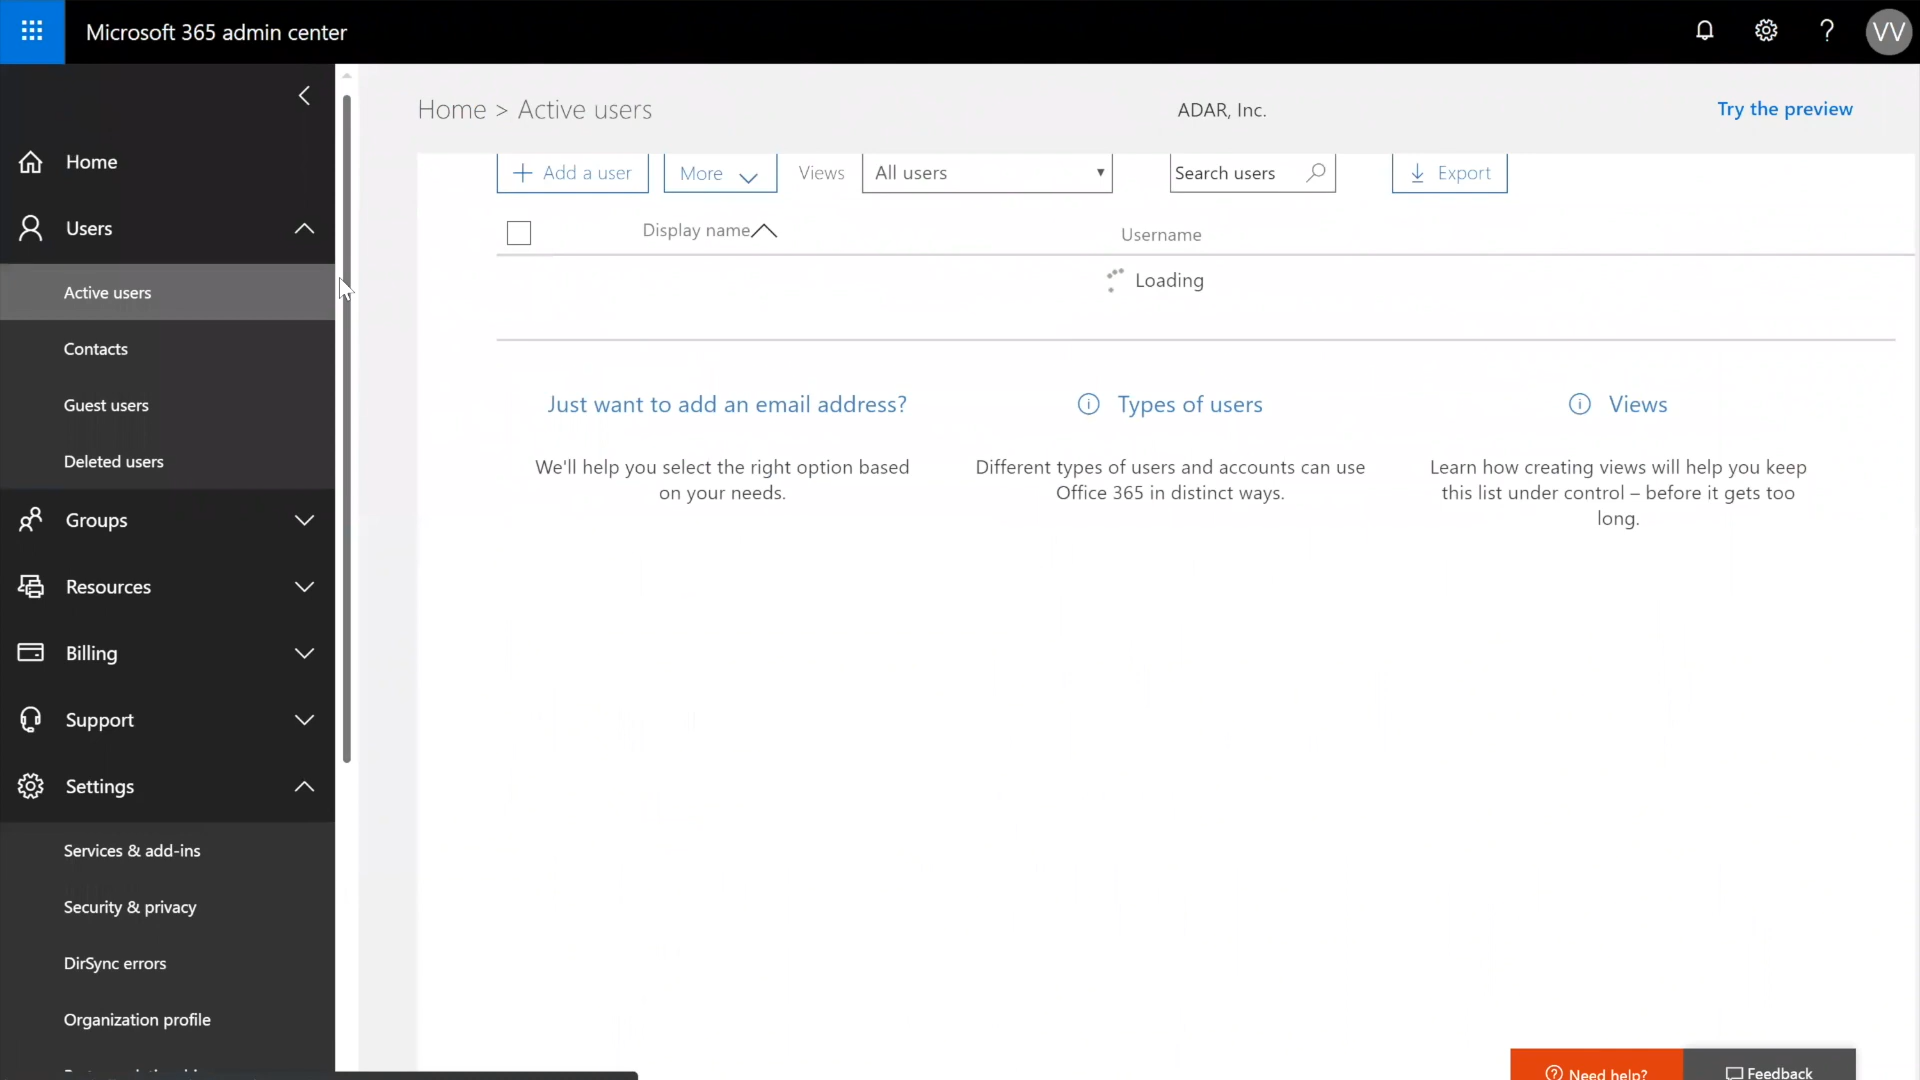 Microsoft 365 admin center
VV
Home > Active users
ADAR, Inc.
Try the preview
Home
Users
Active users
Contacts
Guest users
Deleted users
Groups
Resources
Billing
Support
Settings
Services & add-ins
Security & privacy
DirSync errors
Organization profile
Add a user
More
Views
All users
Search users
Export
Display name
Username
Loading
Just want to add an email address?
We'll help you select the right option based
on your needs.
Types of users
Different types of users and accounts can use
Office 365 in distinct ways.
Views
Learn how creating views will help you keep
this list under control – before it gets too
long.
Need help?
Feedback